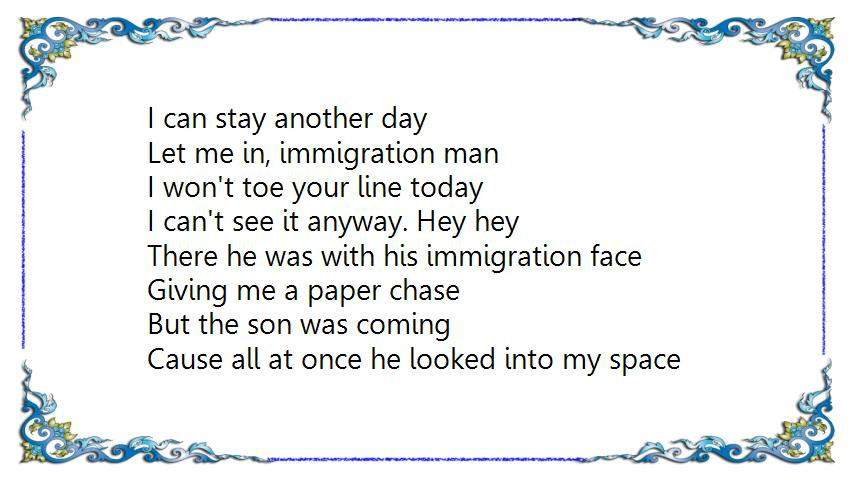 I can stay another day
Let me in, immigration man
I won't toe your line today
I can't see it anyway. Hey hey
There he was with his immigration face
Giving me a paper chase
But the son was coming
Cause all at once he looked into my space